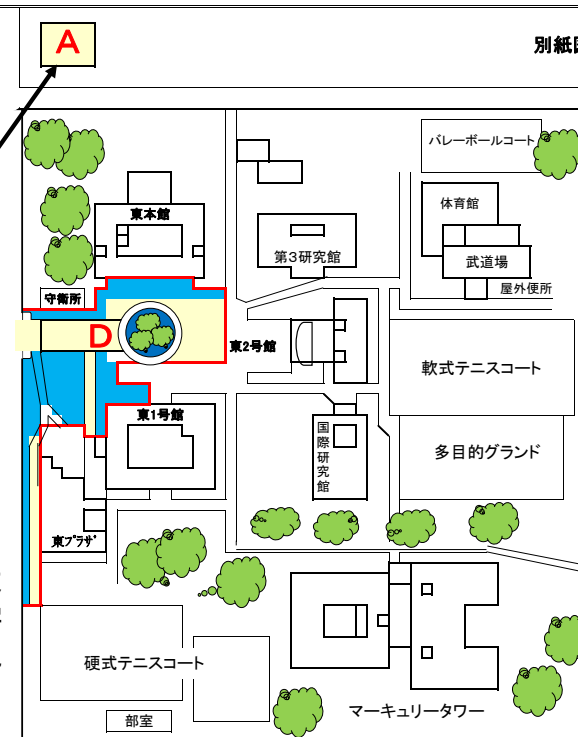 A
別紙
バレーボールコート
体育館
東本館
第3研究館
武道場
屋外便所
守衛所
D
東2号館
軟式テニスコート
東1号館
国際研究館
多目的グランド
東プラザ
硬式テニスコート
マーキュリータワー
部室